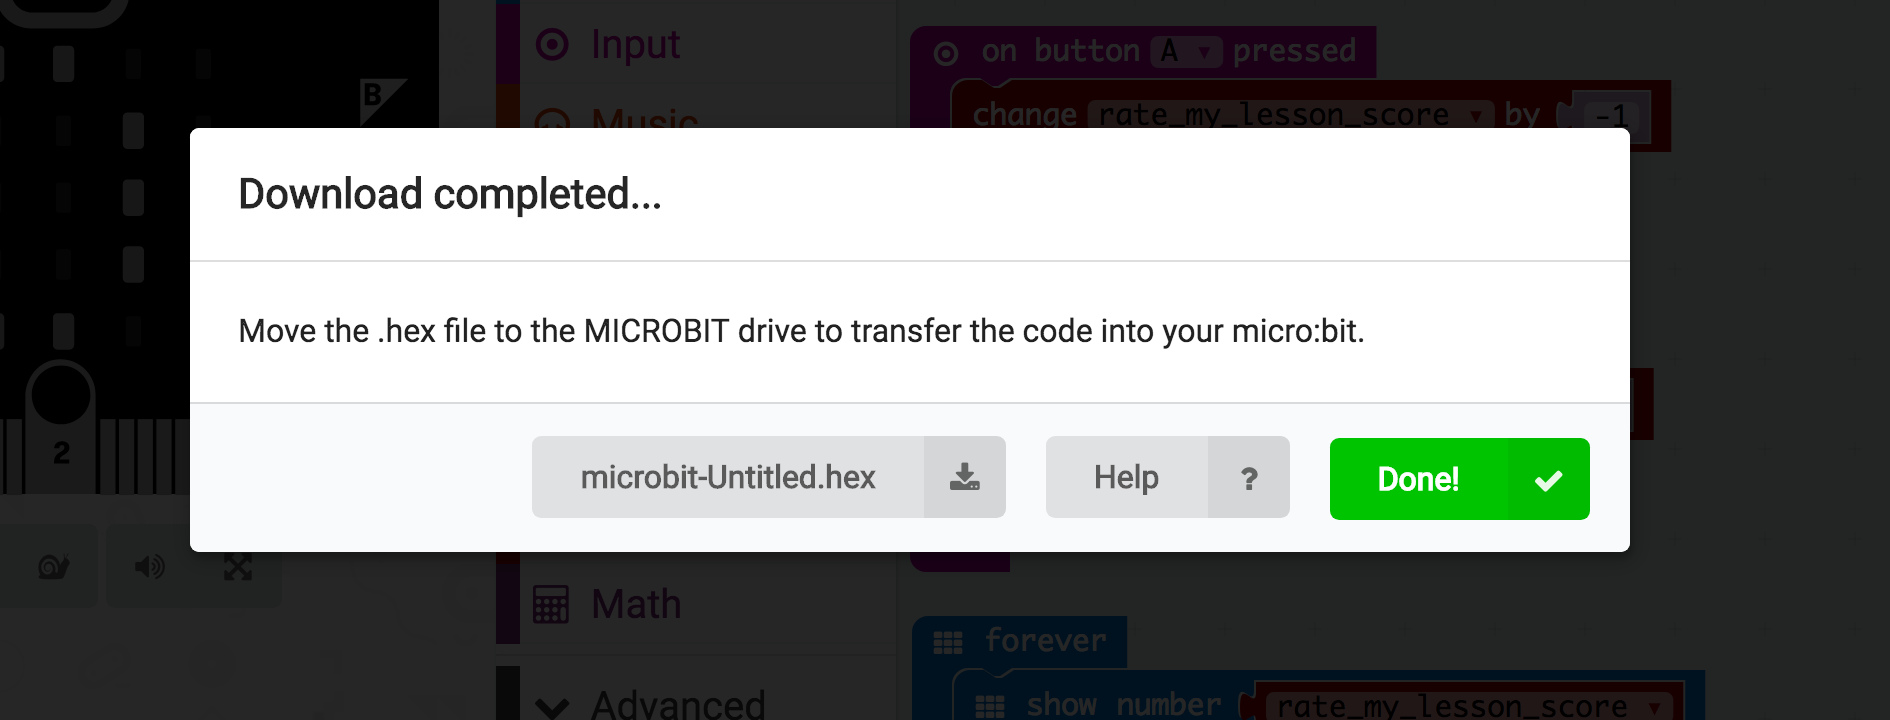 Input
Music
B
on button A pressed
change rate_my_lesson_score by -1
Download completed...
Move the .hex file to the MICROBIT drive to transfer the code into your micro:bit.
2
microbit-Untitled.hex
Help ?
Done!
Math
Advanced
forever
show number rate_my_lesson_score